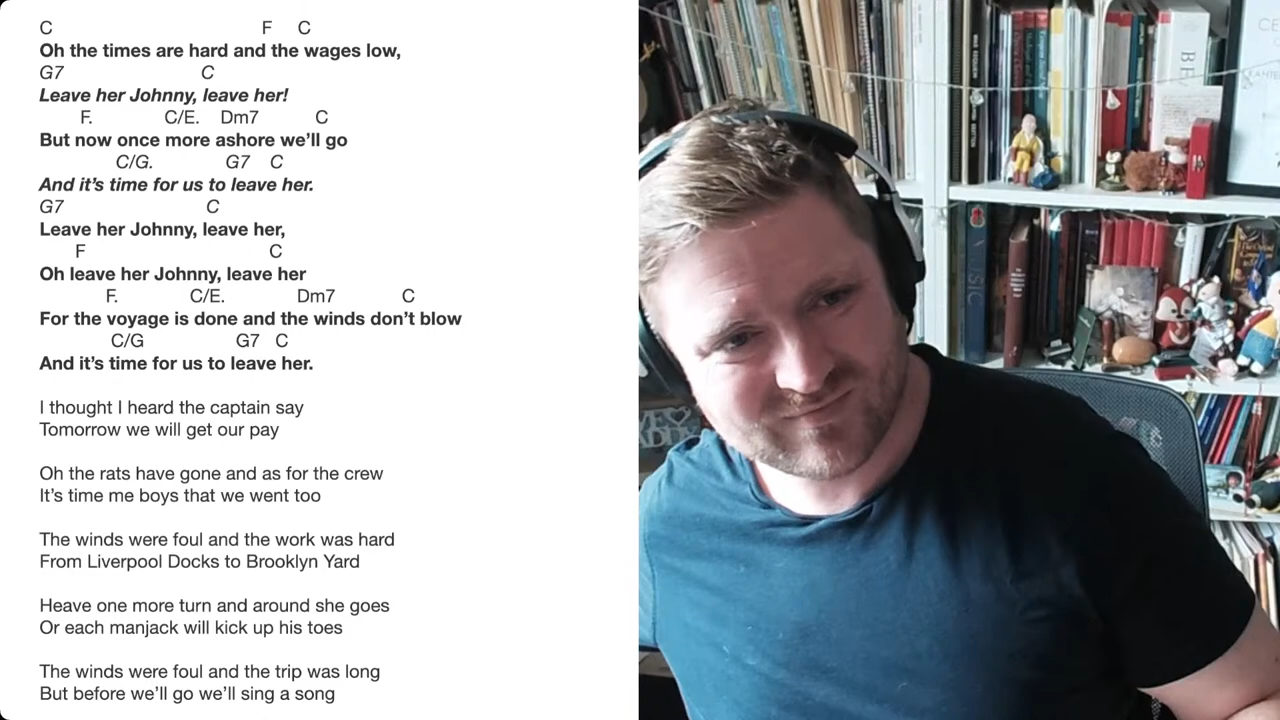 C F C
Oh the times are hard and the wages low,
G7 C
Leave her Johnny, leave her!
F. C/E. Dm7 C
But now once more ashore we’ll go
C/G. G7 C
And it’s time for us to leave her.
G7 C
Leave her Johnny, leave her,
F C
Oh leave her Johnny, leave her
F. C/E. Dm7 C
For the voyage is done and the winds don’t blow
C/G G7 C
And it’s time for us to leave her.
I thought I heard the captain say
Tomorrow we will get our pay
Oh the rats have gone and as for the crew
It’s time me boys that we went too
The winds were foul and the work was hard
From Liverpool Docks to Brooklyn Yard
Heave one more turn and around she goes
Or each manjack will kick up his toes
The winds were foul and the trip was long
But before we’ll go we’ll sing a song